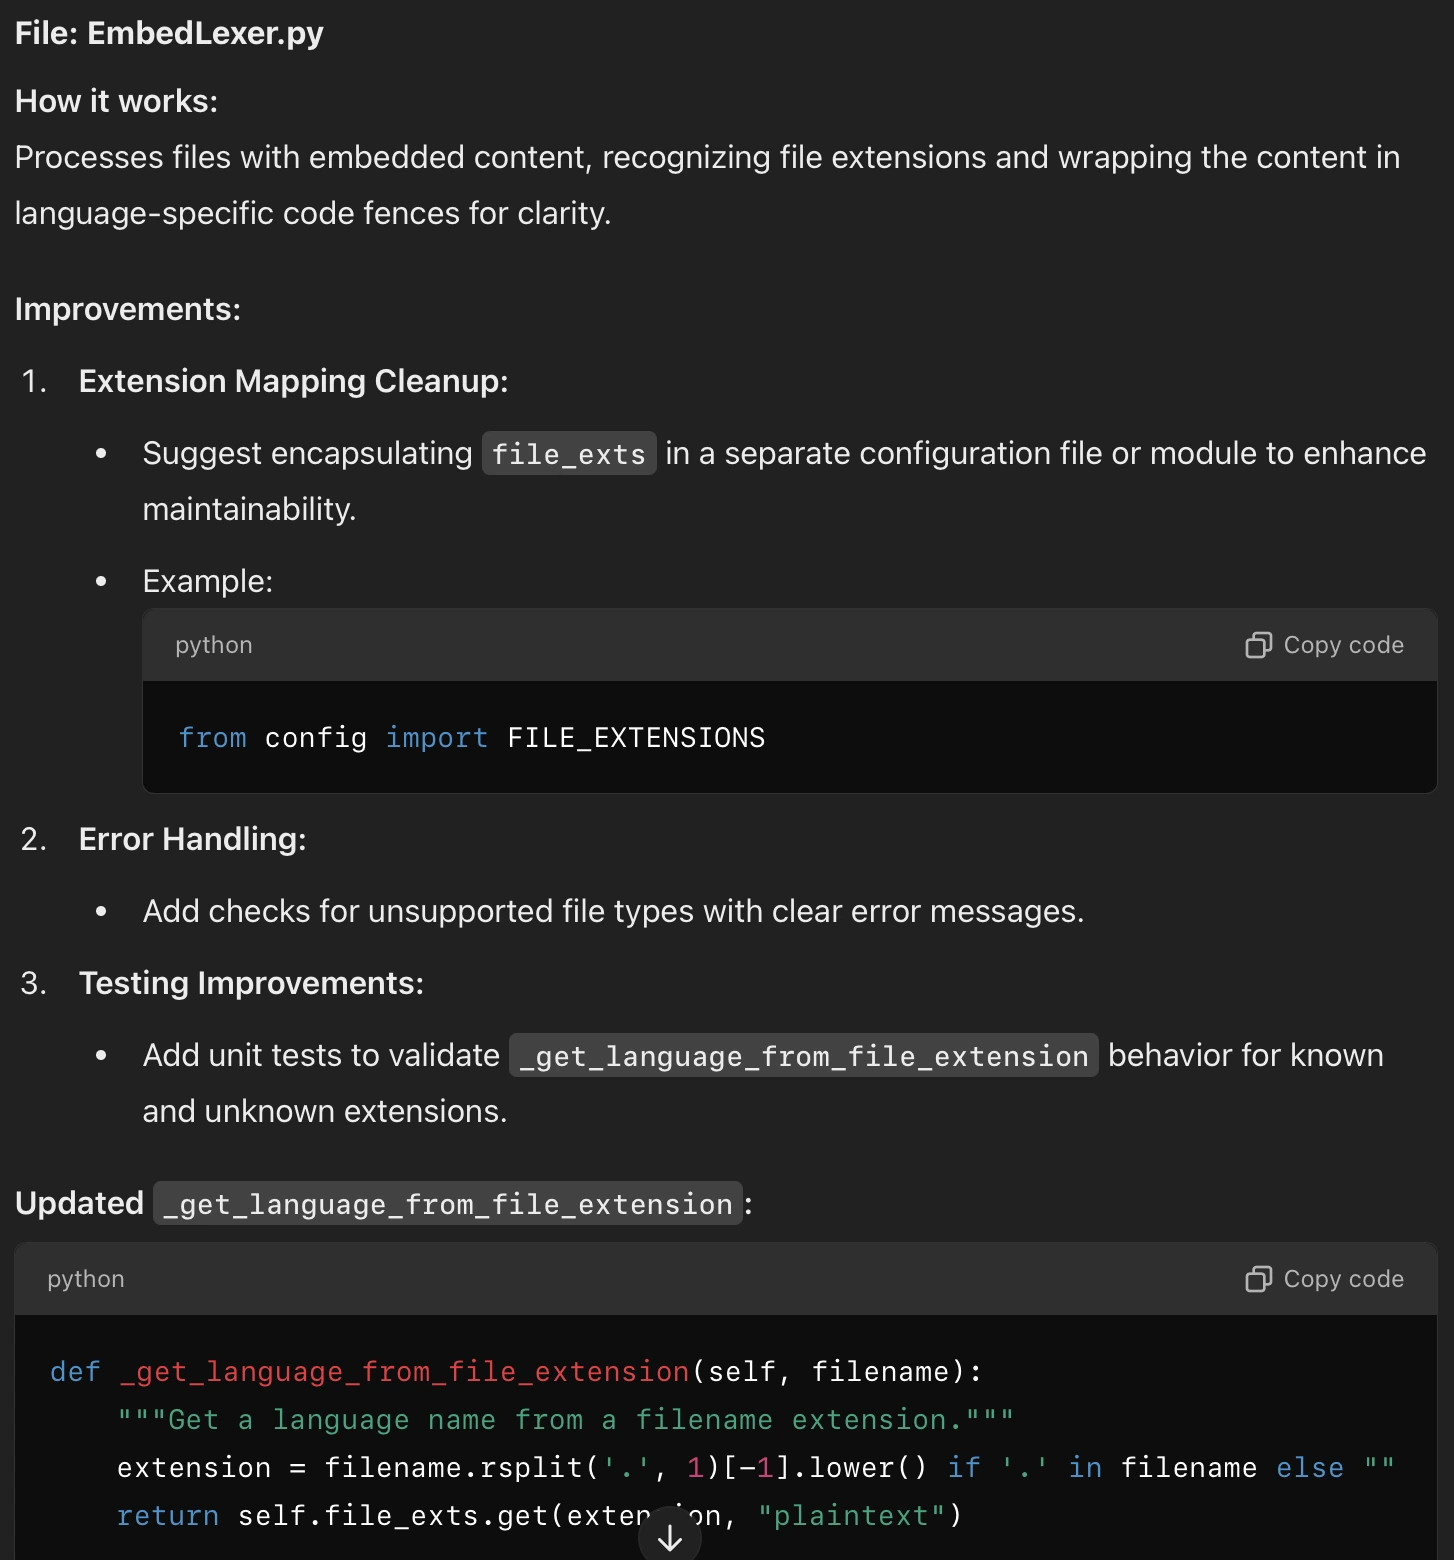 File: EmbedLexer.py
How it works:
Processes files with embedded content, recognizing file extensions and wrapping the content in
language-specific code fences for clarity.
Improvements:
1. Extension Mapping Cleanup:
• Suggest encapsulating file_exts in a separate configuration file or module to enhance
maintainability.
• Example:
python Copy code
from config import FILE_EXTENSIONS
2. Error Handling:
• Add checks for unsupported file types with clear error messages.
3. Testing Improvements:
• Add unit tests to validate _get_language_from_file_extension behavior for known
and unknown extensions.
Updated _get_language_from_file_extension:
python Copy code
def _get_language_from_file_extension(self, filename):
    """Get a language name from a filename extension."""
    extension = filename.rsplit('.', 1)[-1].lower() if '.' in filename else ""
    return self.file_exts.get(extension, "plaintext")